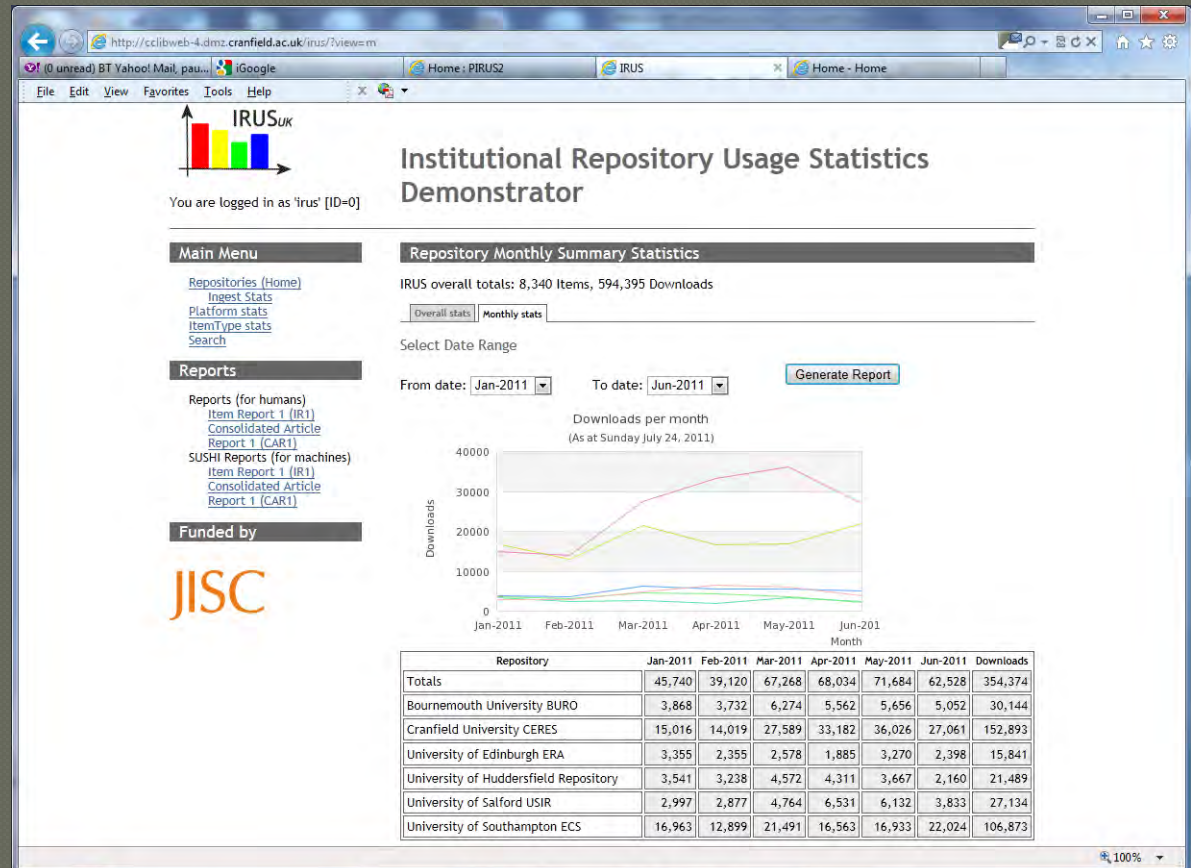 http://cclibweb-4.dmz.cranfield.ac.uk/irus/?view=m
(0 unread) BT Yahoo! Mail, pau... iGoogle Home : PIRUS2 IRUS Home - Home
File Edit View Favorites Tools Help
IRUSUK
You are logged in as 'irus' [ID=0]
Institutional Repository Usage Statistics
Demonstrator
Main Menu
Repositories (Home)
Ingest Stats
Platform stats
ItemType stats
Search
Reports
Reports (for humans)
Item Report 1 (IR1)
Consolidated Article
Report 1 (CAR1)
SUSHI Reports (for machines)
Item Report 1 (IR1)
Consolidated Article
Report 1 (CAR1)
Funded by
JISC
Repository Monthly Summary Statistics
IRUS overall totals: 8,340 Items, 594,395 Downloads
Overall stats Monthly stats
Select Date Range
From date: Jan-2011 To date: Jun-2011 Generate Report
Downloads per month
(As at Sunday July 24, 2011)
Downloads
40000
30000
20000
10000
0
Jan-2011 Feb-2011 Mar-2011 Apr-2011 May-2011 Jun-201
Month
Repository Jan-2011 Feb-2011 Mar-2011 Apr-2011 May-2011 Jun-2011 Downloads
Totals 45,740 39,120 67,268 68,034 71,684 62,528 354,374
Bournemouth University BURO 3,868 3,732 6,274 5,562 5,656 5,052 30,144
Cranfield University CERES 15,016 14,019 27,589 33,182 36,026 27,061 152,893
University of Edinburgh ERA 3,355 2,355 2,578 1,885 3,270 2,398 15,841
University of Huddersfield Repository 3,541 3,238 4,572 4,311 3,667 2,160 21,489
University of Salford USIR 2,997 2,877 4,764 6,531 6,132 3,833 27,134
University of Southampton ECS 16,963 12,899 21,491 16,563 16,933 22,024 106,873
100%